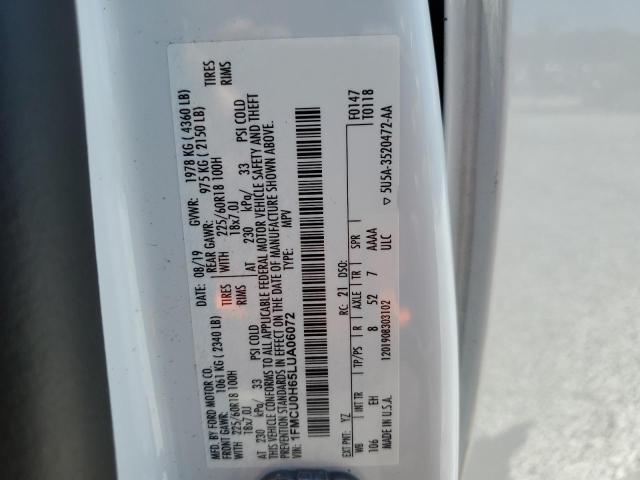 MFD. BY FORD MOTOR CO.
DATE: 08/19 GVWR: 1978 KG ( 4360 LB)
FRONT GAWR: 1061 KG ( 2340 LB) REAR GAWR: 975 KG ( 2150 LB)
225/60R18 100H TIRES WITH 225/60R18 100H TIRES
18x7.0J RIMS 18x7.0J RIMS
AT 230 kPa/ 33 PSI COLD AT 230 kPa/ 33 PSI COLD
THIS VEHICLE CONFORMS TO ALL APPLICABLE FEDERAL MOTOR VEHICLE SAFETY AND THEFT
PREVENTION STANDARDS IN EFFECT ON THE DATE OF MANUFACTURE SHOWN ABOVE.
VIN: 1FMCU0H65LUA06072 TYPE: MPV
F0147
T0118
EXT PNT: YZ RC: 21 DSO:
WB INT TR TP/PS R AXLE TR SPR
106 EH 8 52 7 AAAA
MADE IN U.S.A. 1201908303102 ULC
5U5A-3520472-AA